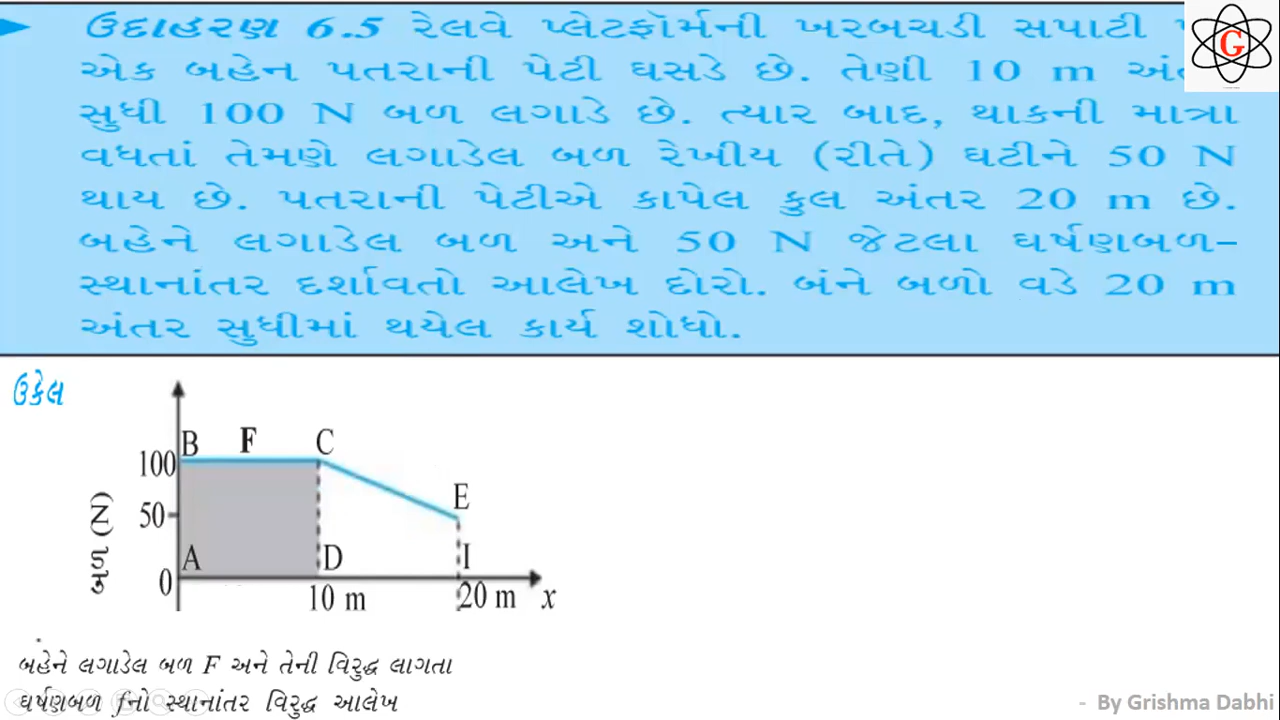 ઉદાહરણ 6.5 રેલવે પ્લેટફૉર્મની ખરબચડી સપાટી
એક બહેન પતરાની પેટી ઘસડે છે. તેણી 10 m
સુધી 100 N બળ લગાડે છે. ત્યાર બાદ, થાકની માત્રા
વધતાં તેમણે લગાડેલ બળ રેખીય (રીતે) ઘટીને 50 N
થાય છે. પતરાની પેટીએ કાપેલ કુલ અંતર 20 m છે.
બહેને લગાડેલ બળ અને 50 N જેટલા ઘર્ષણબળ–
સ્થાનાંતર દર્શાવતો આલેખ દોરો. બંને બળો વડે 20 m
અંતર સુધીમાં થયેલ કાર્ય શોધો.
G
ઉકેલ
B F C
100
E
50
બળ (N)
A D I
0
10 m 20 m x
બહેને લગાડેલ બળ F અને તેની વિરુદ્ધ લાગતા
ઘર્ષણબળ fનો સ્થાનાંતર વિરુદ્ધ આલેખ
- By Grishma Dabhi